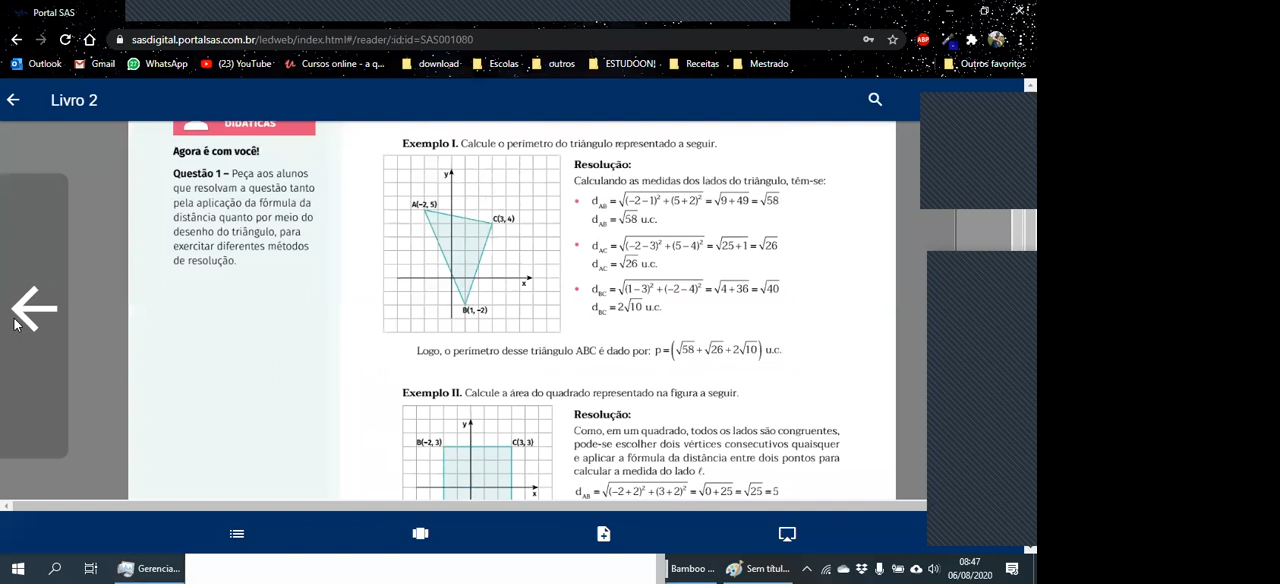 Portal SAS
sasdigital.portalsas.com.br/ledweb/index.html#/reader/:id;id=SAS001080
ABP
Outlook
Gmail
WhatsApp
(23) YouTube
Cursos online - a q...
download
Escolas
outros
ESTUDOON!
Receitas
Mestrado
Outros favoritos
Livro 2
DIDÁTICAS
Agora é com você!
Questão 1 – Peça aos alunos
que resolvam a questão tanto
pela aplicação da fórmula da
distância quanto por meio do
desenho do triângulo, para
exercitar diferentes métodos
de resolução.
Exemplo I. Calcule o perímetro do triângulo representado a seguir.
y
A(–2, 5)
C(3, 4)
x
B(1, –2)
Resolução:
Calculando as medidas dos lados do triângulo, têm-se:
• d_AB = √((–2–1)² + (5+2)²) = √(9+49) = √58
d_AB = √58 u.c.
• d_AC = √((–2–3)² + (5–4)²) = √(25+1) = √26
d_AC = √26 u.c.
• d_BC = √((1–3)² + (–2–4)²) = √(4+36) = √40
d_BC = 2√10 u.c.
Logo, o perímetro desse triângulo ABC é dado por: p = (√58 + √26 + 2√10) u.c.
Exemplo II. Calcule a área do quadrado representado na figura a seguir.
y
B(–2, 3)
C(3, 3)
x
Resolução:
Como, em um quadrado, todos os lados são congruentes,
pode-se escolher dois vértices consecutivos quaisquer
e aplicar a fórmula da distância entre dois pontos para
calcular a medida do lado ℓ.
d_AB = √((–2+2)² + (3+2)²) = √(0+25) = √25 = 5
Gerencia...
Bamboo ...
Sem títul...
08:47
06/08/2020